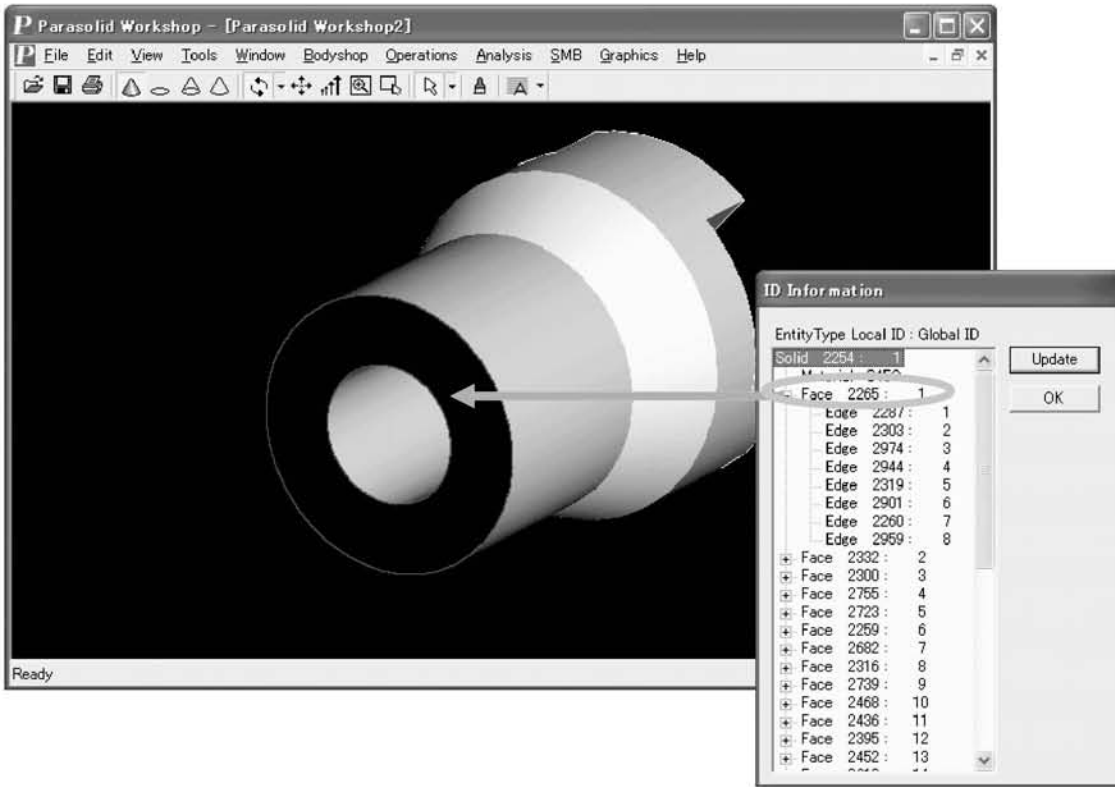 Parasolid Workshop - [Parasolid Workshop2]
File Edit View Tools Window Bodyshop Operations Analysis SMB Graphics Help
Ready
ID Information
EntityType Local ID : Global ID
Solid 2254 : 1
Face 2265 : 1
Edge 2287 : 1
Edge 2303 : 2
Edge 2974 : 3
Edge 2944 : 4
Edge 2319 : 5
Edge 2901 : 6
Edge 2260 : 7
Edge 2959 : 8
Face 2332 : 2
Face 2300 : 3
Face 2755 : 4
Face 2723 : 5
Face 2259 : 6
Face 2682 : 7
Face 2316 : 8
Face 2739 : 9
Face 2468 : 10
Face 2436 : 11
Face 2395 : 12
Face 2452 : 13
Update
OK